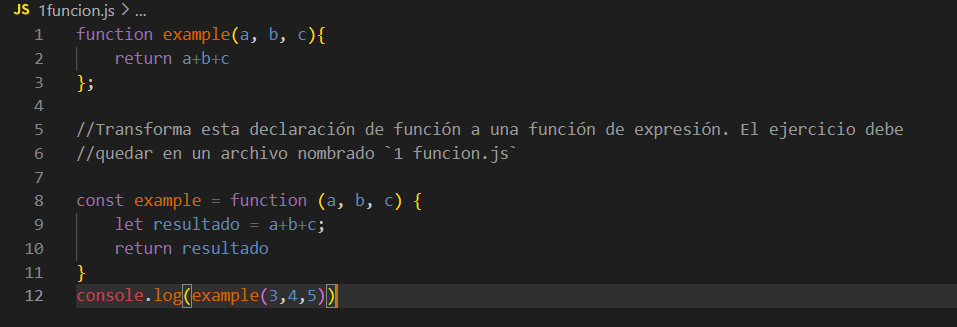 JS 1funcion.js > ...
1 function example(a, b, c){
2 return a+b+c
3 };
4
5 //Transforma esta declaración de función a una función de expresión. El ejercicio debe
6 //quedar en un archivo nombrado `1 funcion.js`
7
8 const example = function (a, b, c) {
9 let resultado = a+b+c;
10 return resultado
11 }
12 console.log(example(3,4,5))